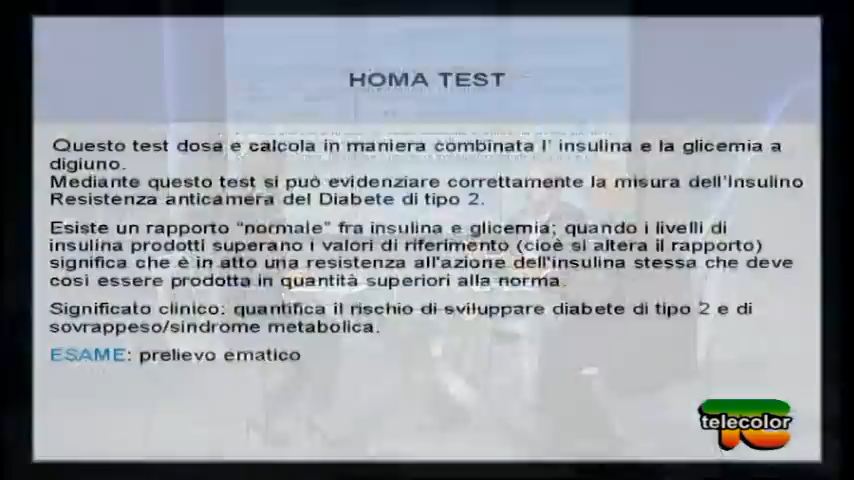 HOMA TEST
Questo test dosa e calcola in maniera combinata l' insulina e la glicemia a
digiuno.
Mediante questo test si può evidenziare correttamente la misura dell'Insulino
Resistenza anticamera del Diabete di tipo 2.
Esiste un rapporto "normale" fra insulina e glicemia; quando i livelli di
insulina prodotti superano i valori di riferimento (cioè si altera il rapporto)
significa che è in atto una resistenza all'azione dell'insulina stessa che deve
così essere prodotta in quantità superiori alla norma.
Significato clinico: quantifica il rischio di sviluppare diabete di tipo 2 e di
sovrappeso/sindrome metabolica.
ESAME: prelievo ematico
telecolor